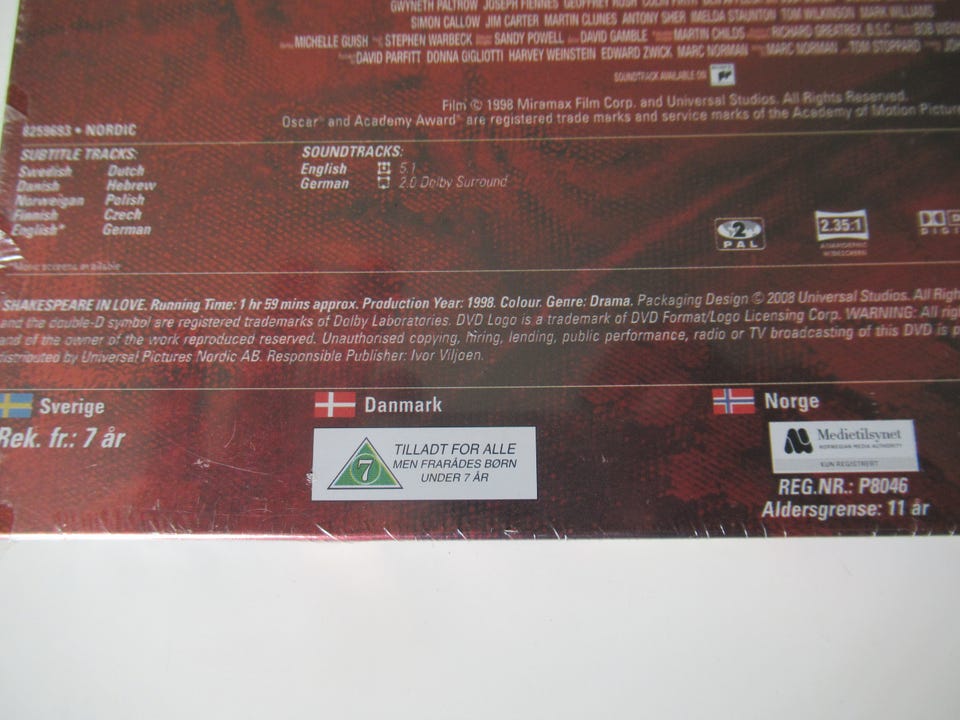 GWYNETH PALTROW JOSEPH FIENNES GEOFFREY RUSH COLIN FIRTH
SIMON CALLOW JIM CARTER MARTIN CLUNES ANTONY SHER IMELDA STAUNTON TOM WILKINSON MARK WILLIAMS
MICHELLE GUISH STEPHEN WARBECK SANDY POWELL DAVID GAMBLE MARTIN CHILDS RICHARD GREATREX, B.S.C. BOB
DAVID PARFITT DONNA GIGLIOTTI HARVEY WEINSTEIN EDWARD ZWICK MARC NORMAN MARC NORMAN TOM STOPPARD
SOUNDTRACK AVAILABLE ON
Film © 1998 Miramax Film Corp. and Universal Studios. All Rights Reserved.
Oscar® and Academy Award® are registered trade marks and service marks of the Academy of Motion Picture
8259693 • NORDIC
SUBTITLE TRACKS:
Swedish Dutch
Danish Hebrew
Norweigan Polish
Finnish Czech
English* German
*Menu screens available
SOUNDTRACKS:
English 5.1
German 2.0 Dolby Surround
2
PAL
2.35:1
ANAMORPHIC
WIDESCREEN
SHAKESPEARE IN LOVE. Running Time: 1 hr 59 mins approx. Production Year: 1998. Colour. Genre: Drama. Packaging Design © 2008 Universal Studios. All Righ
and the double-D symbol are registered trademarks of Dolby Laboratories. DVD Logo is a trademark of DVD Format/Logo Licensing Corp. WARNING: All righ
and of the owner of the work reproduced reserved. Unauthorised copying, hiring, lending, public performance, radio or TV broadcasting of this DVD is p
distributed by Universal Pictures Nordic AB. Responsible Publisher: Ivor Viljoen.
Sverige
Rek. fr.: 7 år
Danmark
7
TILLADT FOR ALLE
MEN FRARÅDES BØRN
UNDER 7 ÅR
Norge
Medietilsynet
NORWEGIAN MEDIA AUTHORITY
KUN REGISTRERT
REG.NR.: P8046
Aldersgrense: 11 år